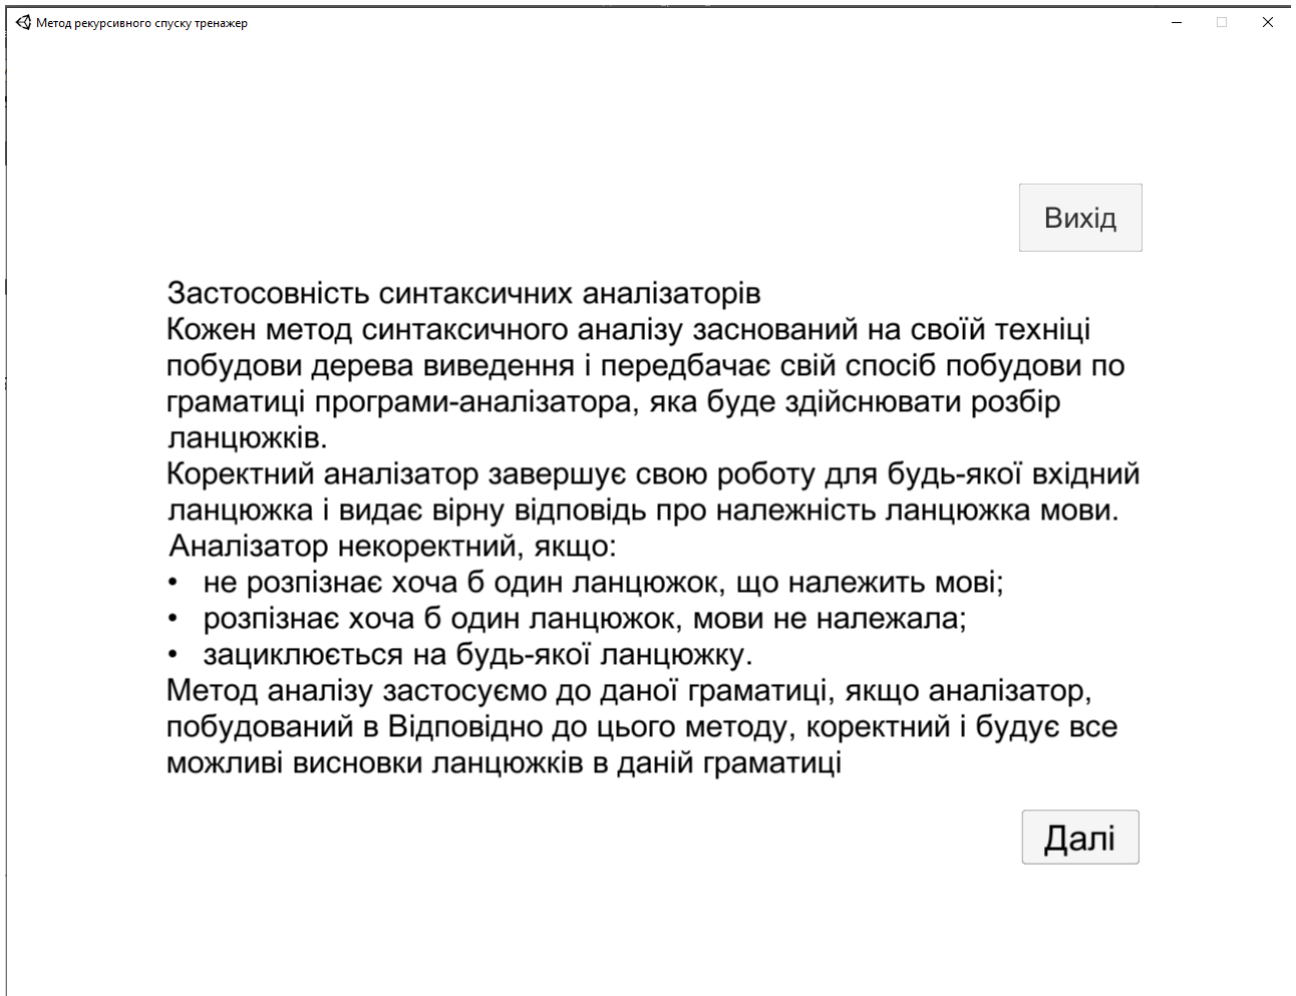 Метод рекурсивного спуску тренажер
Вихід
Застосовність синтаксичних аналізаторів
Кожен метод синтаксичного аналізу заснований на своїй техніці
побудови дерева виведення і передбачає свій спосіб побудови по
граматиці програми-аналізатора, яка буде здійснювати розбір
ланцюжків.
Коректний аналізатор завершує свою роботу для будь-якої вхідний
ланцюжка і видає вірну відповідь про належність ланцюжка мови.
Аналізатор некоректний, якщо:
• не розпізнає хоча б один ланцюжок, що належить мові;
• розпізнає хоча б один ланцюжок, мови не належала;
• зациклюється на будь-якої ланцюжку.
Метод аналізу застосуємо до даної граматиці, якщо аналізатор,
побудований в Відповідно до цього методу, коректний і будує все
можливі висновки ланцюжків в даній граматиці
Далі